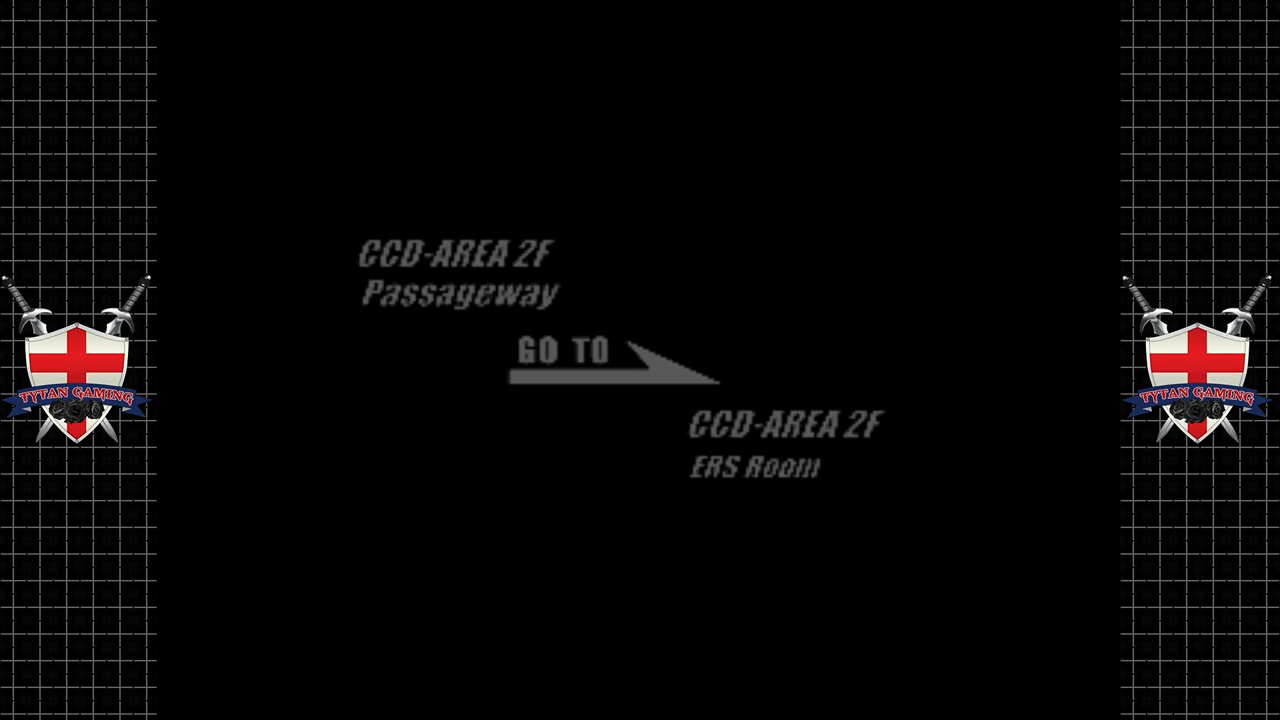 CCD-AREA 2F
Passageway
GO TO
CCD-AREA 2F
ERS Room
TYTAN GAMING
TYTAN GAMING